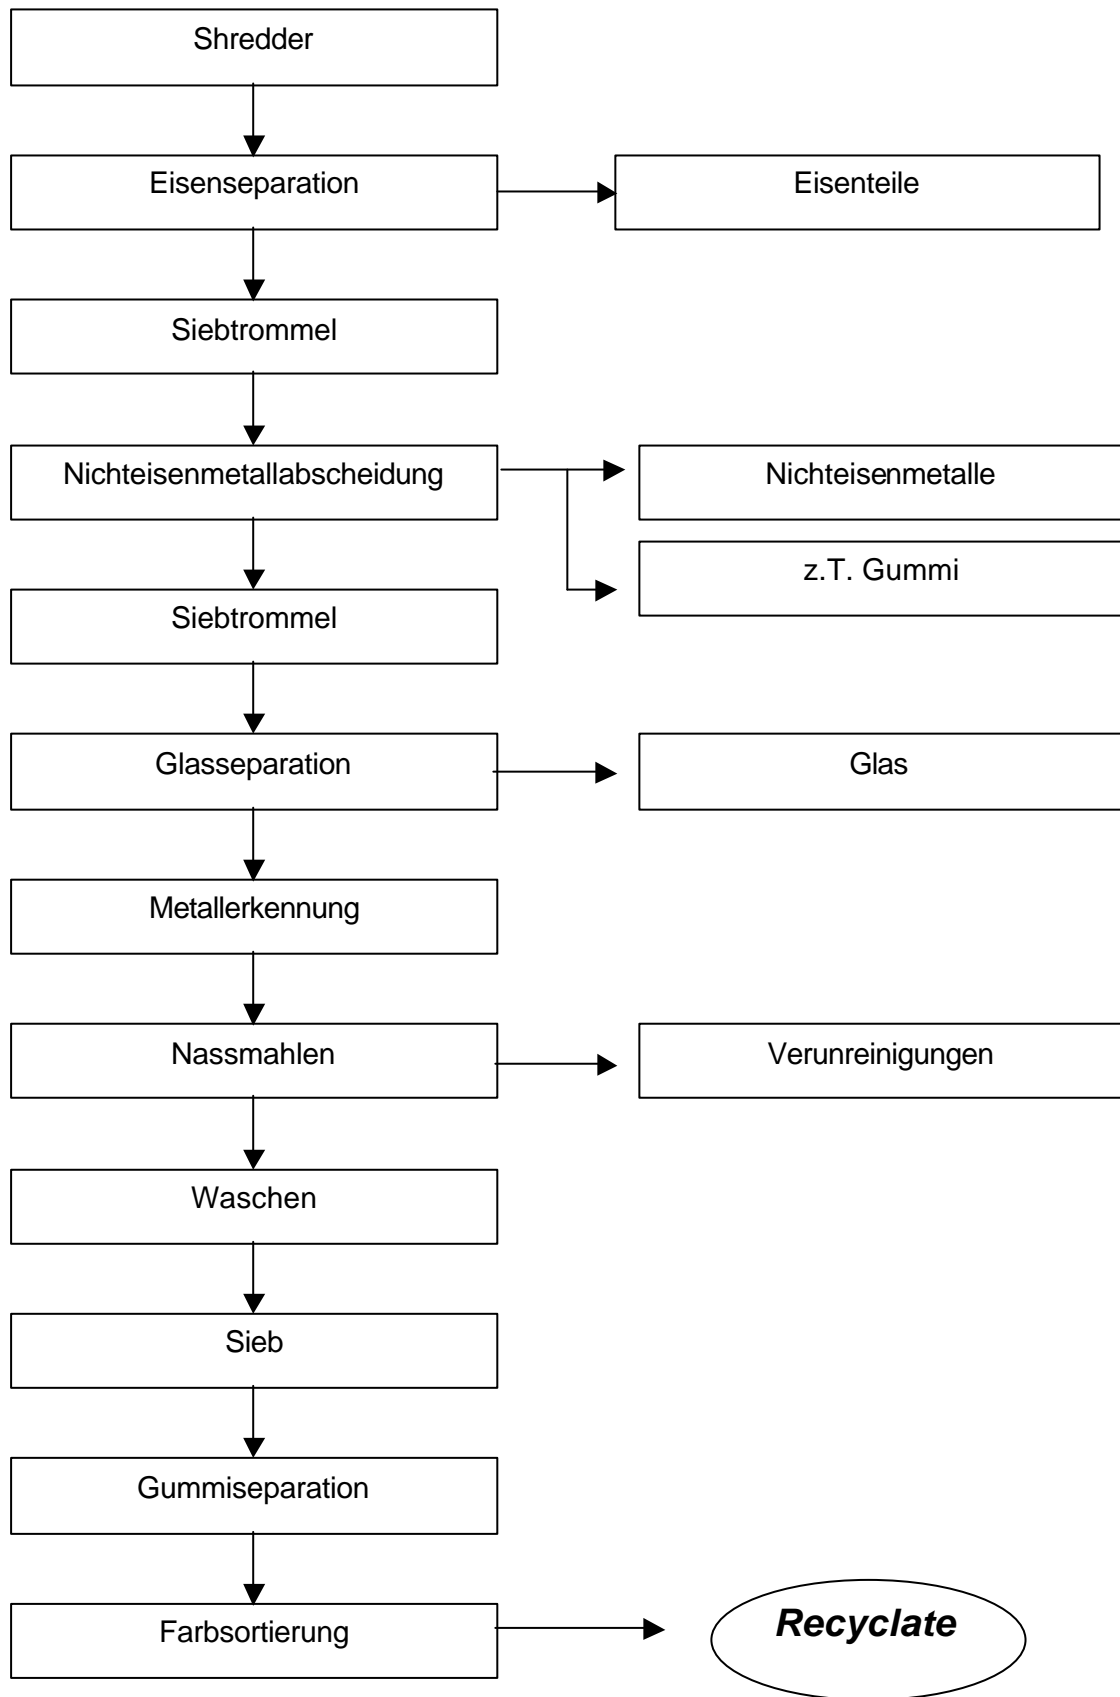 Shredder
Eisenseparation
Eisenteile
Siebtrommel
Nichteisenmetallabscheidung
Nichteisenmetalle
z.T. Gummi
Siebtrommel
Glasseparation
Glas
Metallerkennung
Nassmahlen
Verunreinigungen
Waschen
Sieb
Gummiseparation
Farbsortierung
Recyclate